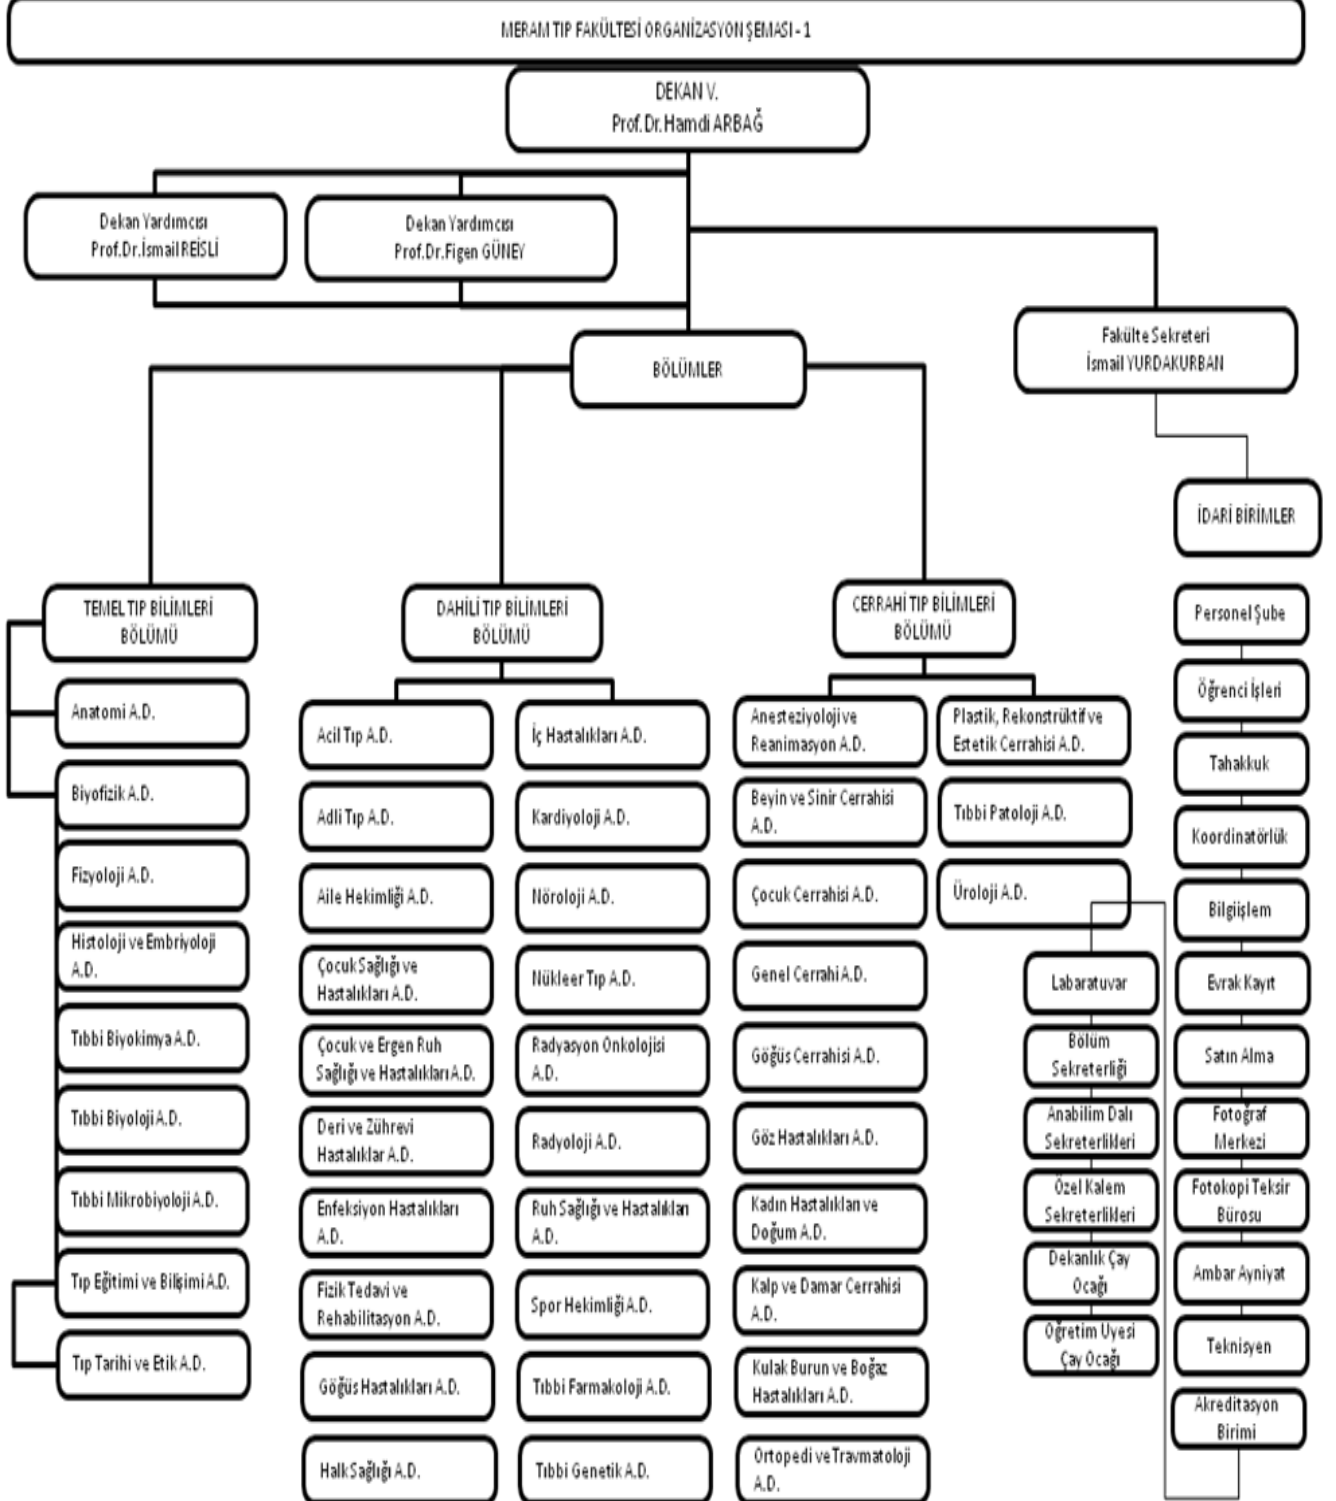 MERAM TIP FAKÜLTESİ ORGANİZASYON ŞEMASI - 1
DEKAN V.
Prof. Dr. Hamdi ARBAĞ
Dekan Yardımcısı
Prof.Dr.İsmail REİSLİ
Dekan Yardımcısı
Prof.Dr.Figen GÜNEY
Fakülte Sekreteri
İsmail YURDAKURBAN
BÖLÜMLER
İDARİ BİRİMLER
TEMEL TIP BİLİMLERİ
BÖLÜMÜ
Anatomi A.D.
Biyofizik A.D.
Fizyoloji A.D.
Histoloji ve Embriyoloji
A.D.
Tıbbi Biyokimya A.D.
Tıbbi Biyoloji A.D.
Tıbbi Mikrobiyoloji A.D.
Tıp Eğitimi ve Bilişimi A.D.
Tıp Tarihi ve Etik A.D.
DAHİLİ TIP BİLİMLERİ
BÖLÜMÜ
Acil Tıp A.D.
Adli Tıp A.D.
Aile Hekimliği A.D.
Çocuk Sağlığı ve
Hastalıkları A.D.
Çocuk ve Ergen Ruh
Sağlığı ve Hastalıkları A.D.
Deri ve Zührevi
Hastalıklar A.D.
Enfeksiyon Hastalıkları
A.D.
Fizik Tedavi ve
Rehabilitasyon A.D.
Göğüs Hastalıkları A.D.
Halk Sağlığı A.D.
İç Hastalıkları A.D.
Kardiyoloji A.D.
Nöroloji A.D.
Nükleer Tıp A.D.
Radyasyon Onkolojisi
A.D.
Radyoloji A.D.
Ruh Sağlığı ve Hastalıkları
A.D.
Spor Hekimliği A.D.
Tıbbi Farmakoloji A.D.
Tıbbi Genetik A.D.
CERRAHİ TIP BİLİMLERİ
BÖLÜMÜ
Anesteziyoloji ve
Reanimasyon A.D.
Beyin ve Sinir Cerrahisi
A.D.
Çocuk Cerrahisi A.D.
Genel Cerrahi A.D.
Göğüs Cerrahisi A.D.
Göz Hastalıkları A.D.
Kadın Hastalıkları ve
Doğum A.D.
Kalp ve Damar Cerrahisi
A.D.
Kulak Burun ve Boğaz
Hastalıkları A.D.
Ortopedi ve Travmatoloji
A.D.
Plastik, Rekonstrüktif ve
Estetik Cerrahisi A.D.
Tıbbi Patoloji A.D.
Üroloji A.D.
Personel Şube
Öğrenci İşleri
Tahakkuk
Koordinatörlük
Bilgiişlem
Evrak Kayıt
Satın Alma
Fotoğraf
Merkezi
Fotokopi Teksir
Bürosu
Ambar Ayniyat
Teknisyen
Akreditasyon
Birimi
Labaratuvar
Bölüm
Sekreterliği
Anabilim Dalı
Sekreterlikleri
Özel Kalem
Sekreterlikleri
Dekanlık Çay
Ocağı
Öğretim Üyesi
Çay Ocağı